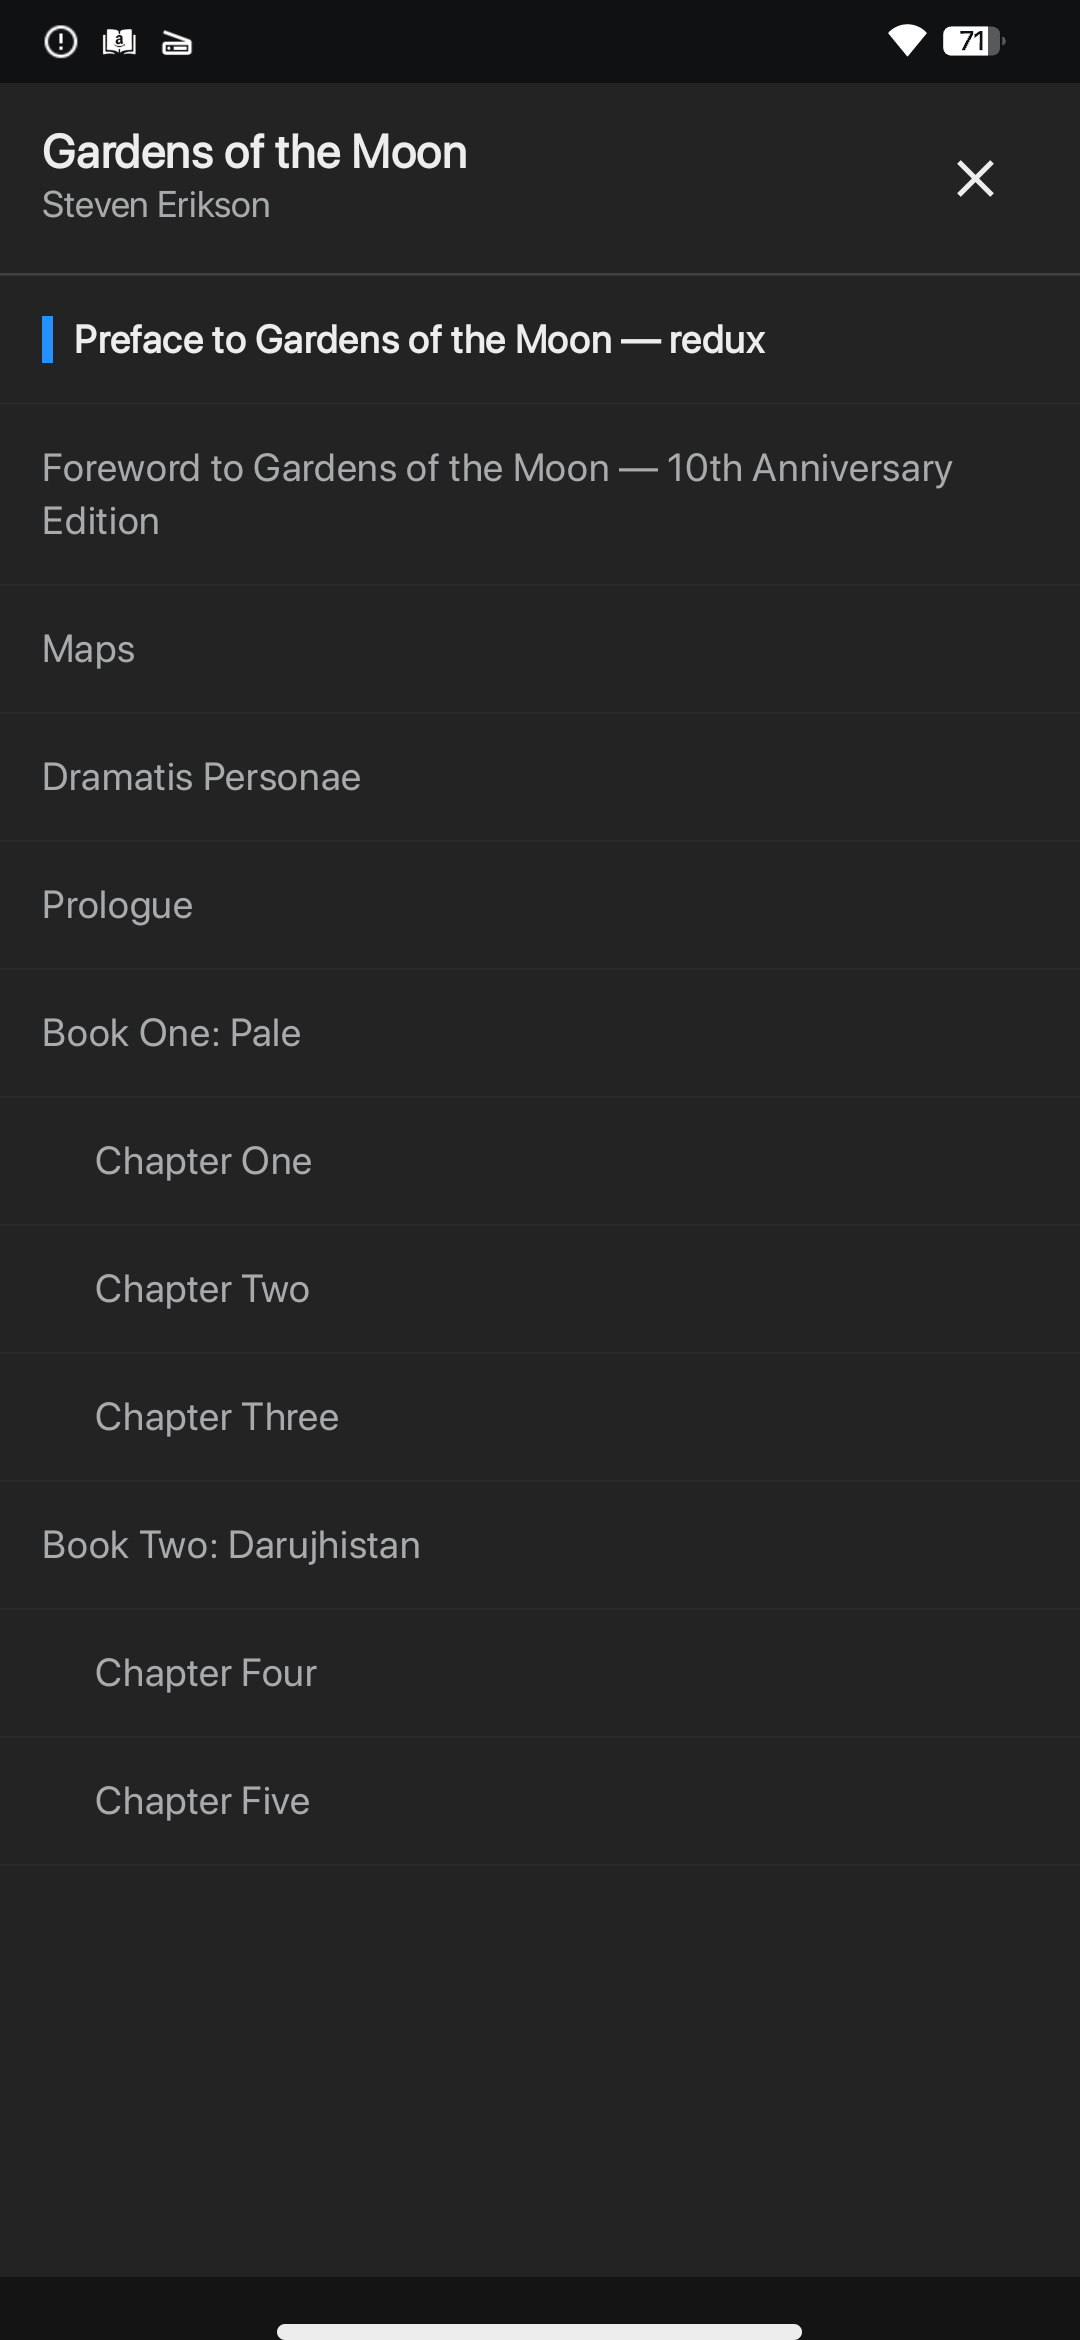 71
Gardens of the Moon
Steven Erikson
Preface to Gardens of the Moon — redux
Foreword to Gardens of the Moon — 10th Anniversary
Edition
Maps
Dramatis Personae
Prologue
Book One: Pale
Chapter One
Chapter Two
Chapter Three
Book Two: Darujhistan
Chapter Four
Chapter Five